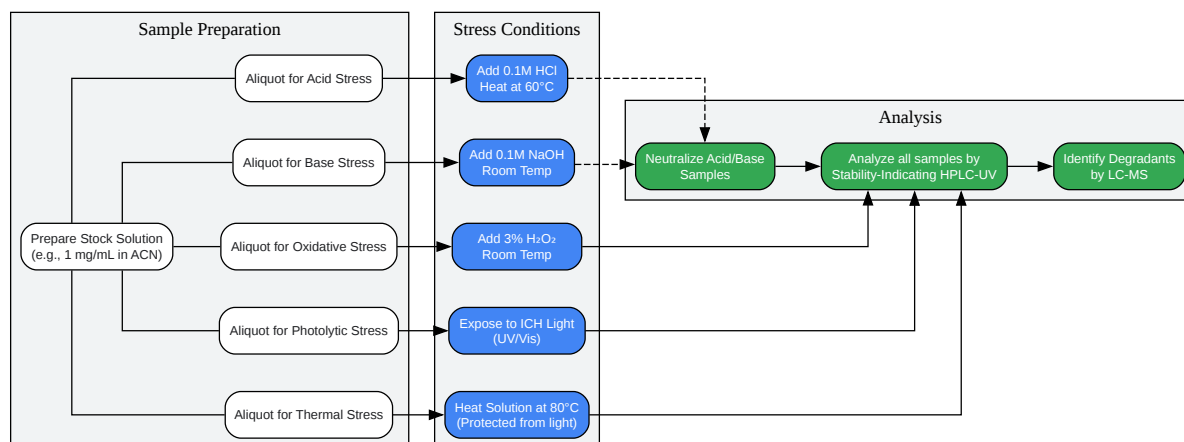 Sample Preparation
Stress Conditions
Aliquot for Acid Stress
Add 0.1M HCl
Heat at 60°C
Analysis
Aliquot for Base Stress
Add 0.1M NaOH
Room Temp
Neutralize Acid/Base
Samples
Analyze all samples by
Stability-Indicating HPLC-UV
Identify Degradants
by LC-MS
Prepare Stock Solution
(e.g., 1 mg/mL in ACN)
Aliquot for Oxidative Stress
Add 3% H₂O₂
Room Temp
Aliquot for Photolytic Stress
Expose to ICH Light
(UV/Vis)
Aliquot for Thermal Stress
Heat Solution at 80°C
(Protected from light)